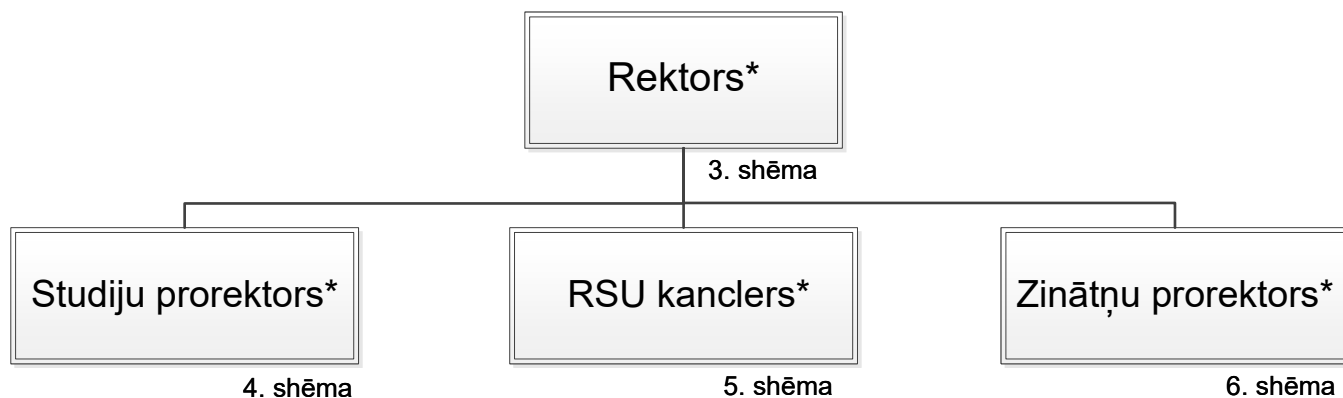 Rektors*
3. shēma
Studiju prorektors*
RSU kanclers*
Zinātņu prorektors*
4. shēma
5. shēma
6. shēma